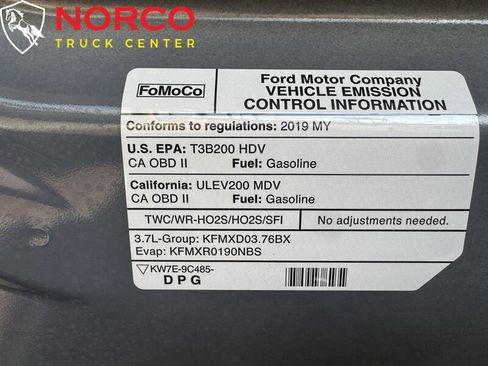 NORCO
TRUCK CENTER
FoMoCo
Ford Motor Company
VEHICLE EMISSION
CONTROL INFORMATION
Conforms to regulations: 2019 MY
U.S. EPA: T3B200 HDV
CA OBD II Fuel: Gasoline
California: ULEV200 MDV
CA OBD II Fuel: Gasoline
TWC/WR-HO2S/HO2S/SFI No adjustments needed.
3.7L-Group: KFMXD03.76BX
Evap: KFMXR0190NBS
KW7E-9C485-
D P G